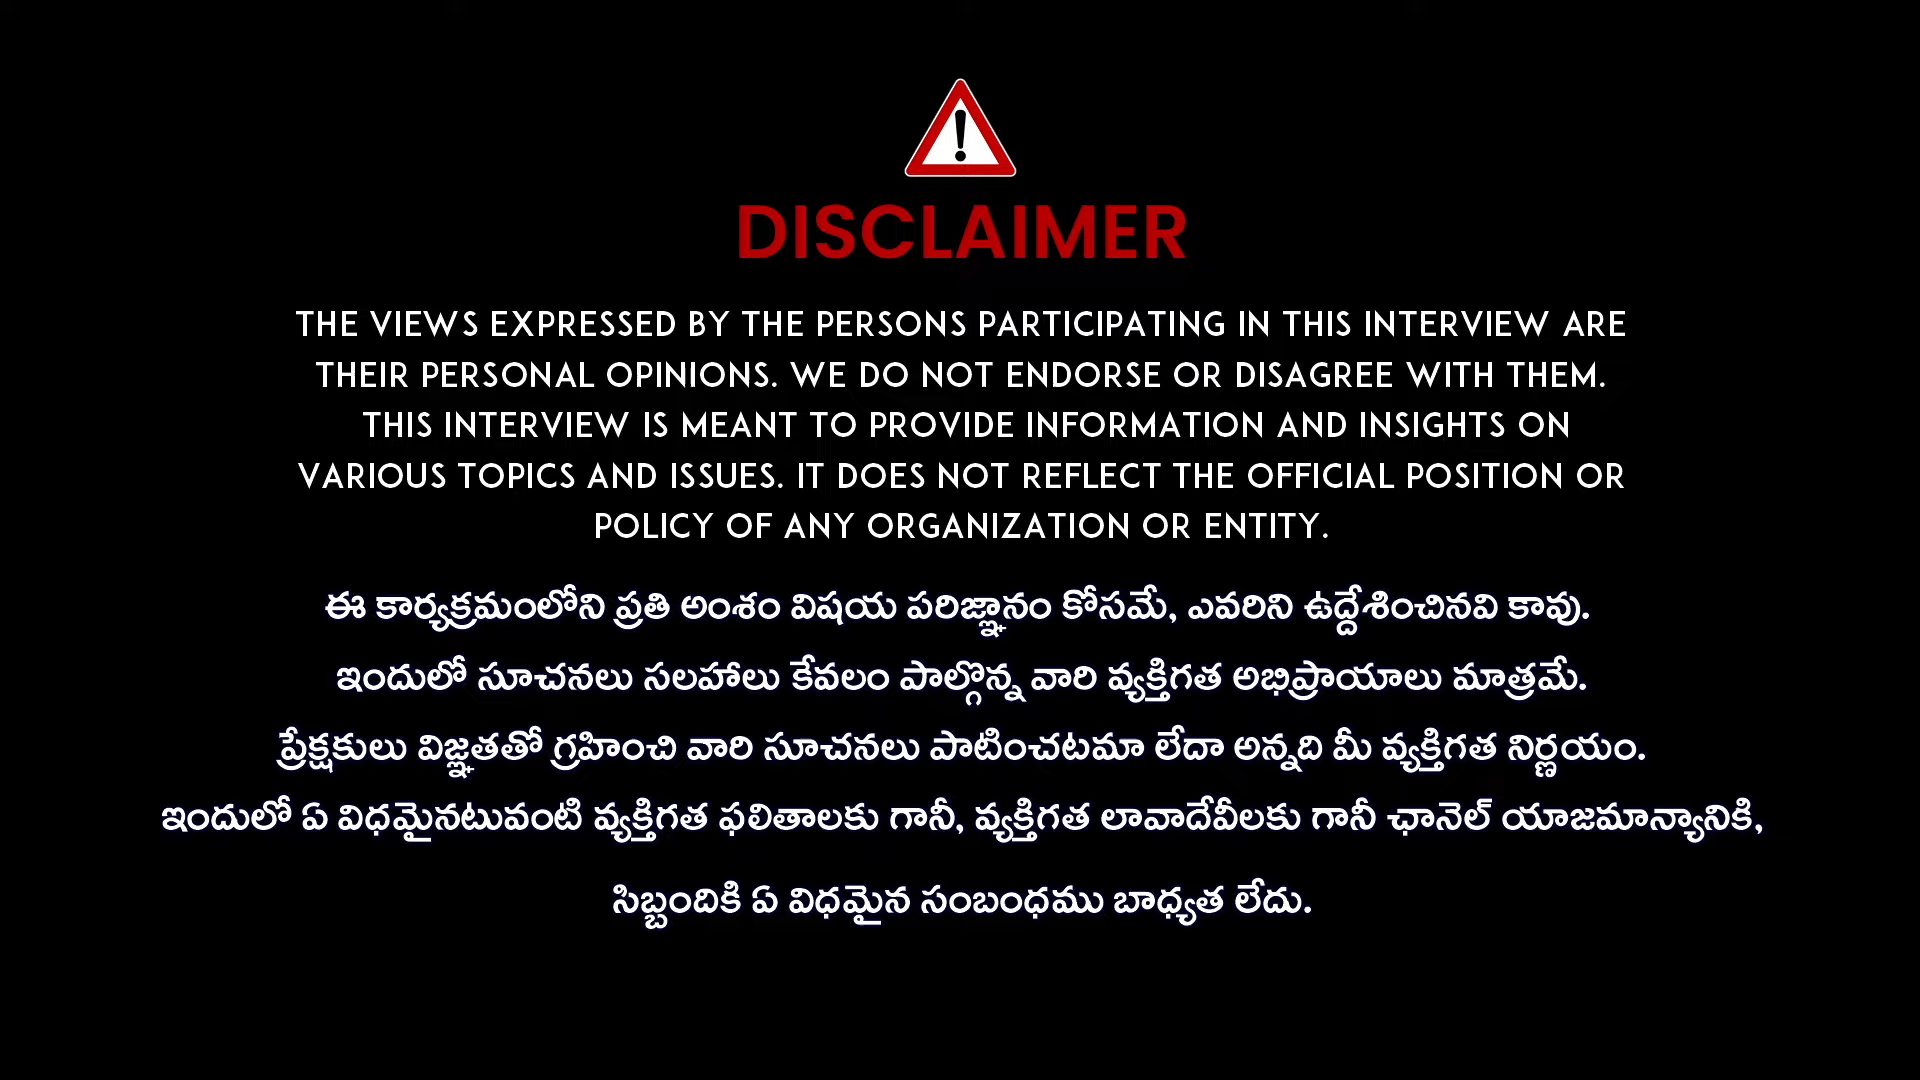 DISCLAIMER
THE VIEWS EXPRESSED BY THE PERSONS PARTICIPATING IN THIS INTERVIEW ARE
THEIR PERSONAL OPINIONS. WE DO NOT ENDORSE OR DISAGREE WITH THEM.
THIS INTERVIEW IS MEANT TO PROVIDE INFORMATION AND INSIGHTS ON
VARIOUS TOPICS AND ISSUES. IT DOES NOT REFLECT THE OFFICIAL POSITION OR
POLICY OF ANY ORGANIZATION OR ENTITY.
ఈ కార్యక్రమంలోని ప్రతి అంశం విషయ పరిజ్ఞానం కోసమే, ఎవరిని ఉద్దేశించినవి కావు.
ఇందులో సూచనలు సలహాలు కేవలం పాల్గొన్న వారి వ్యక్తిగత అభిప్రాయాలు మాత్రమే.
ప్రేక్షకులు విజ్ఞతతో గ్రహించి వారి సూచనలు పాటించటమా లేదా అన్నది మీ వ్యక్తిగత నిర్ణయం.
ఇందులో ఏ విధమైనటువంటి వ్యక్తిగత ఫలితాలకు గానీ, వ్యక్తిగత లావాదేవీలకు గానీ ఛానెల్ యాజమాన్యానికి,
సిబ్బందికి ఏ విధమైన సంబంధము బాధ్యత లేదు.